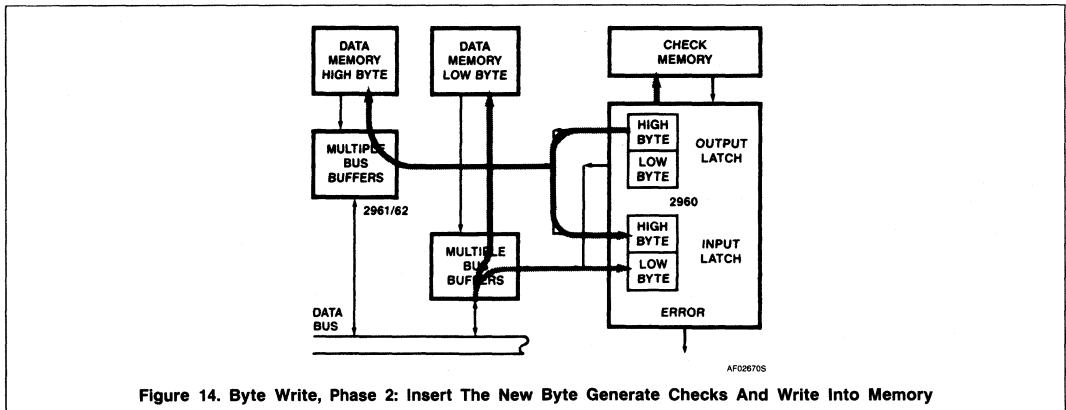 DATA
MEMORY
HIGH BYTE
DATA
MEMORY
LOW BYTE
CHECK
MEMORY
MULTIPLE
BUS
BUFFERS
2961/62
HIGH
BYTE
LOW
BYTE
OUTPUT
LATCH
2960
HIGH
BYTE
LOW
BYTE
INPUT
LATCH
MULTIPLE
BUS
BUFFERS
ERROR
DATA
BUS
AF02670S
Figure 14. Byte Write, Phase 2: Insert The New Byte Generate Checks And Write Into Memory